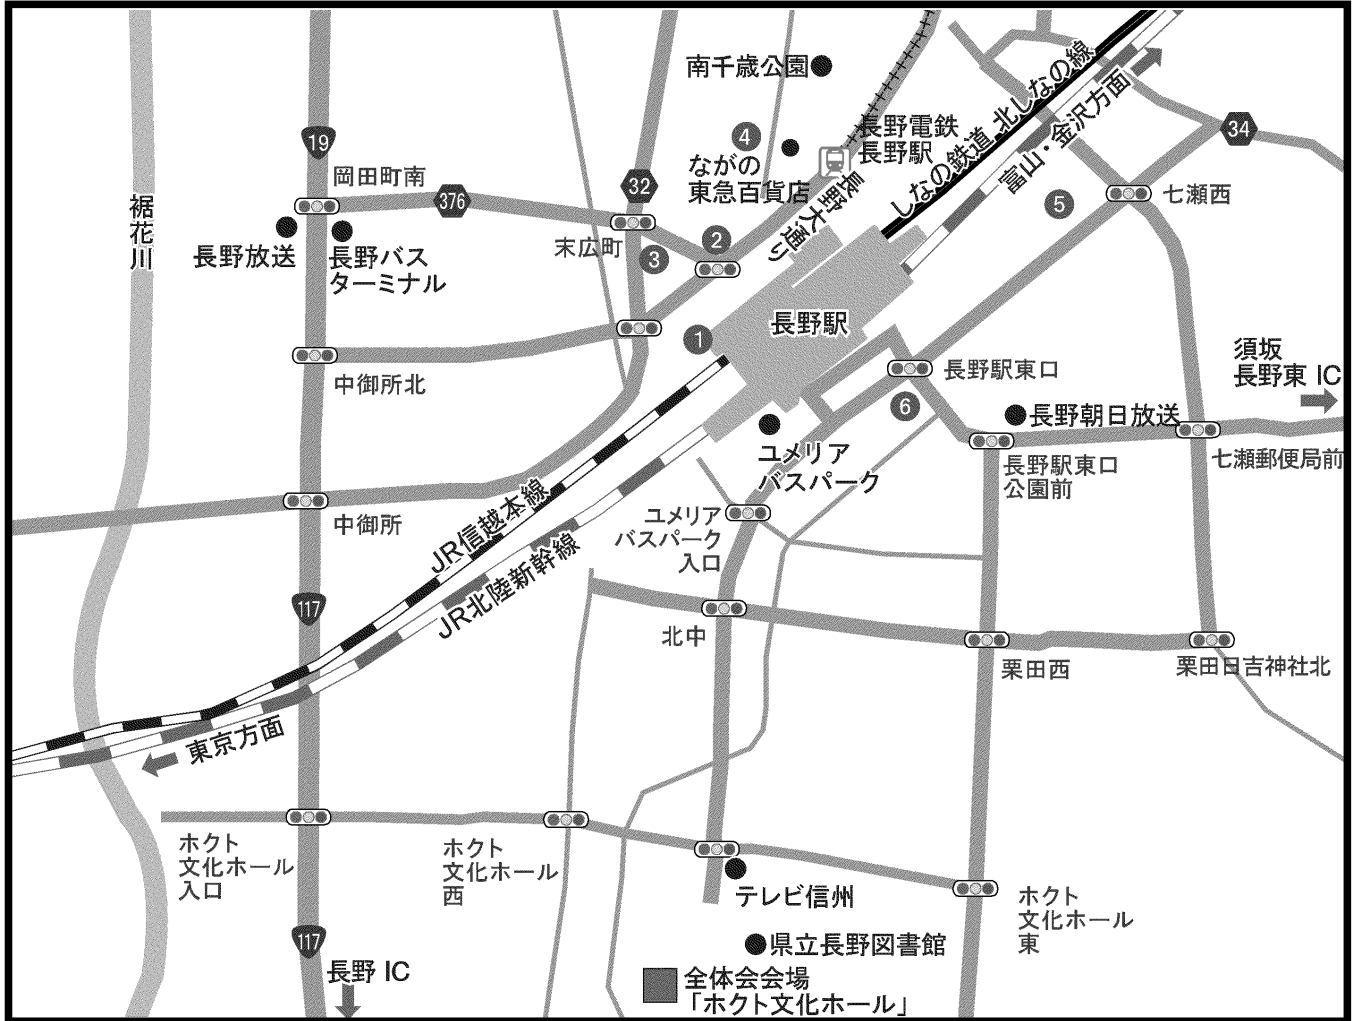 南千歳公園
19
4
長野電鉄
長野駅
ながの
東急百貨店
しなの鉄道 北しなの線
富山・金沢方面
34
岡田町南
376
32
5
七瀬西
裾花川
長野放送
長野バス
ターミナル
末広町
3
2
長野大通り
1
長野駅
中御所北
長野駅東口
須坂
長野東 IC
6
長野朝日放送
ユメリア
バスパーク
長野駅東口
公園前
七瀬郵便局前
中御所
JR信越本線
JR北陸新幹線
ユメリア
バスパーク
入口
117
北中
栗田西
栗田日吉神社北
東京方面
ホクト
文化ホール
入口
ホクト
文化ホール
西
テレビ信州
ホクト
文化ホール
東
117
県立長野図書館
長野 IC
全体会会場
「ホクト文化ホール」